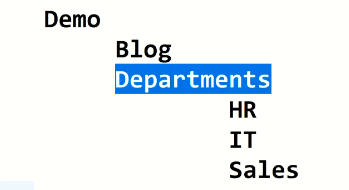 Demo
Blog
Departments
HR
IT
Sales